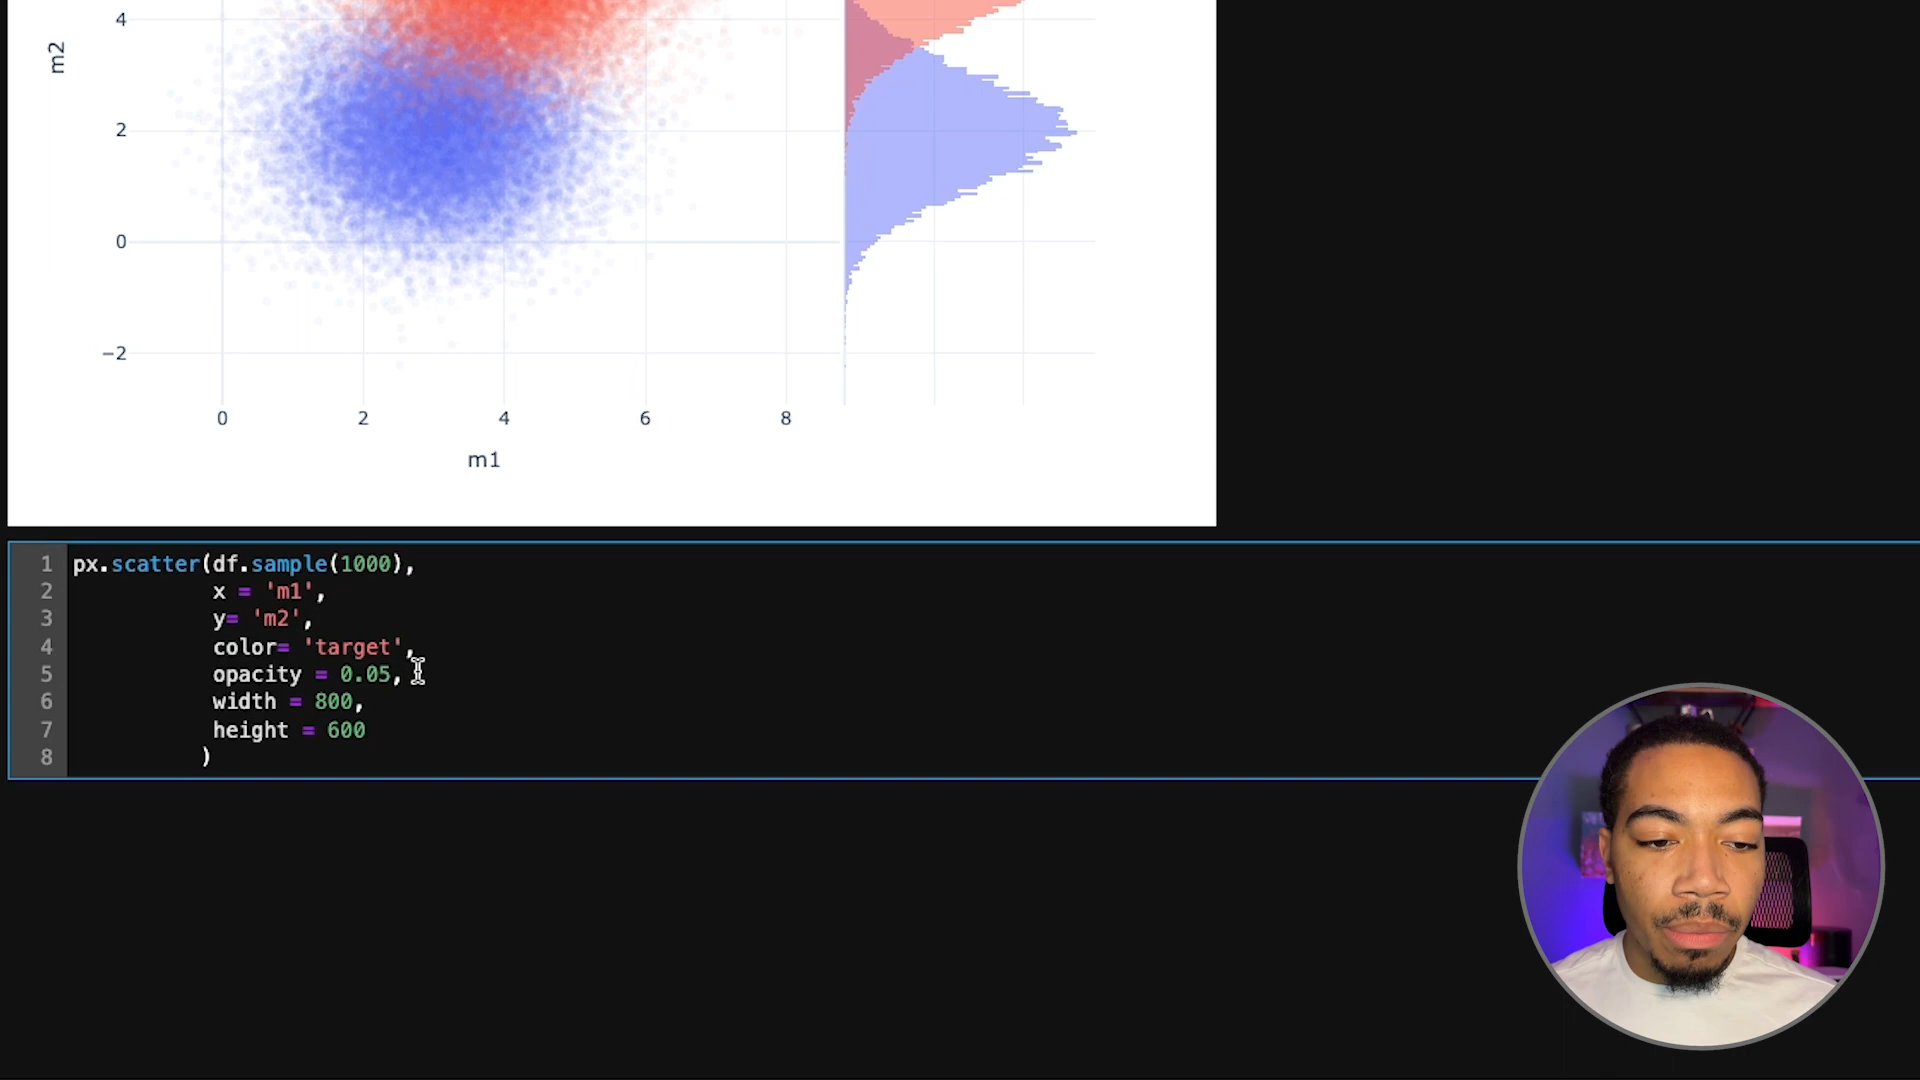 4
m2
2
0
−2
0 2 4 6 8
m1
1 px.scatter(df.sample(1000),
2 x = 'm1',
3 y= 'm2',
4 color= 'target',
5 opacity = 0.05,
6 width = 800,
7 height = 600
8 )